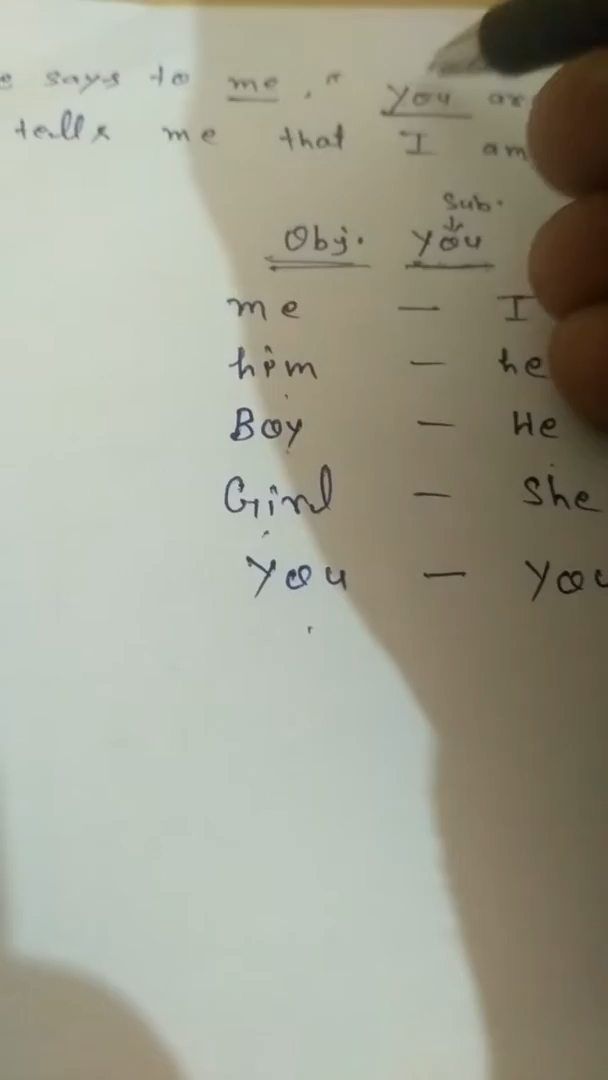 says to me, " You
tells me that I am
Sub.
Obj. You
me — I
him — he
Boy — He
Girl — She
You — You